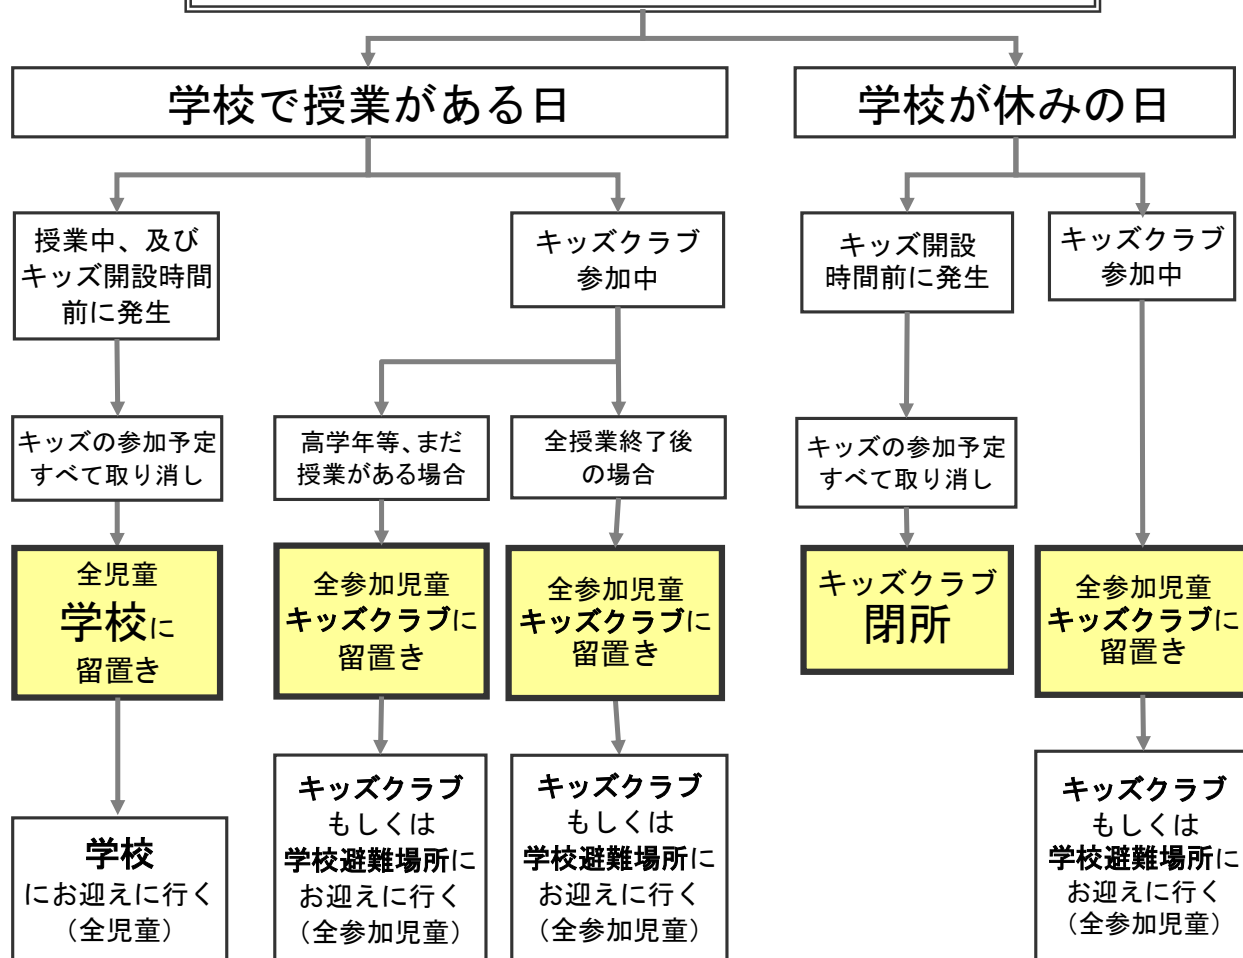 学校で授業がある日
学校が休みの日
授業中、及び
キッズ開設時間
前に発生
キッズクラブ
参加中
キッズ開設
時間前に発生
キッズクラブ
参加中
キッズの参加予定
すべて取り消し
高学年等、まだ
授業がある場合
全授業終了後
の場合
キッズの参加予定
すべて取り消し
全児童
学校に
留置き
全参加児童
キッズクラブに
留置き
全参加児童
キッズクラブに
留置き
キッズクラブ
閉所
全参加児童
キッズクラブに
留置き
学校
にお迎えに行く
（全児童）
キッズクラブ
もしくは
学校避難場所に
お迎えに行く
（全参加児童）
キッズクラブ
もしくは
学校避難場所に
お迎えに行く
（全参加児童）
キッズクラブ
もしくは
学校避難場所に
お迎えに行く
（全参加児童）